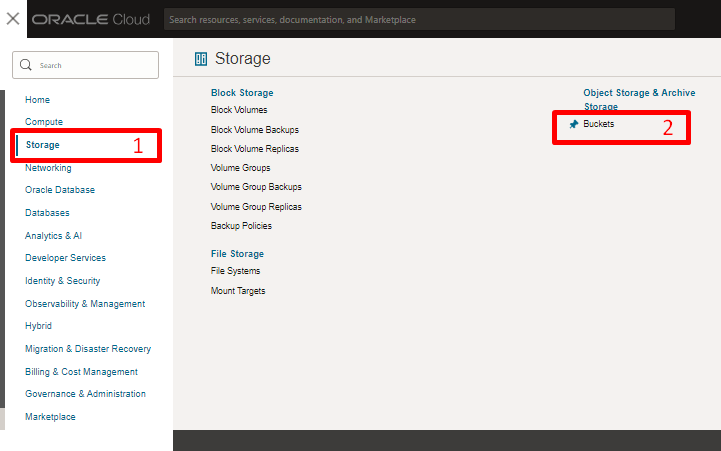 ORACLE Cloud
Search resources, services, documentation, and Marketplace
Search
Home
Compute
Storage
1
Networking
Oracle Database
Databases
Analytics & AI
Developer Services
Identity & Security
Observability & Management
Hybrid
Migration & Disaster Recovery
Billing & Cost Management
Governance & Administration
Marketplace
Storage
Block Storage
Block Volumes
Block Volume Backups
Block Volume Replicas
Volume Groups
Volume Group Backups
Volume Group Replicas
Backup Policies
File Storage
File Systems
Mount Targets
Object Storage & Archive
Storage
Buckets
2